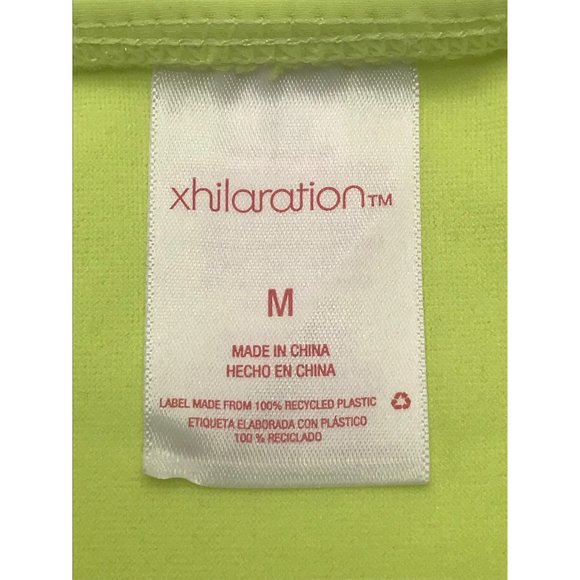 xhilaration™
M
MADE IN CHINA
HECHO EN CHINA
LABEL MADE FROM 100% RECYCLED PLASTIC
ETIQUETA ELABORADA CON PLÁSTICO
100 % RECICLADO